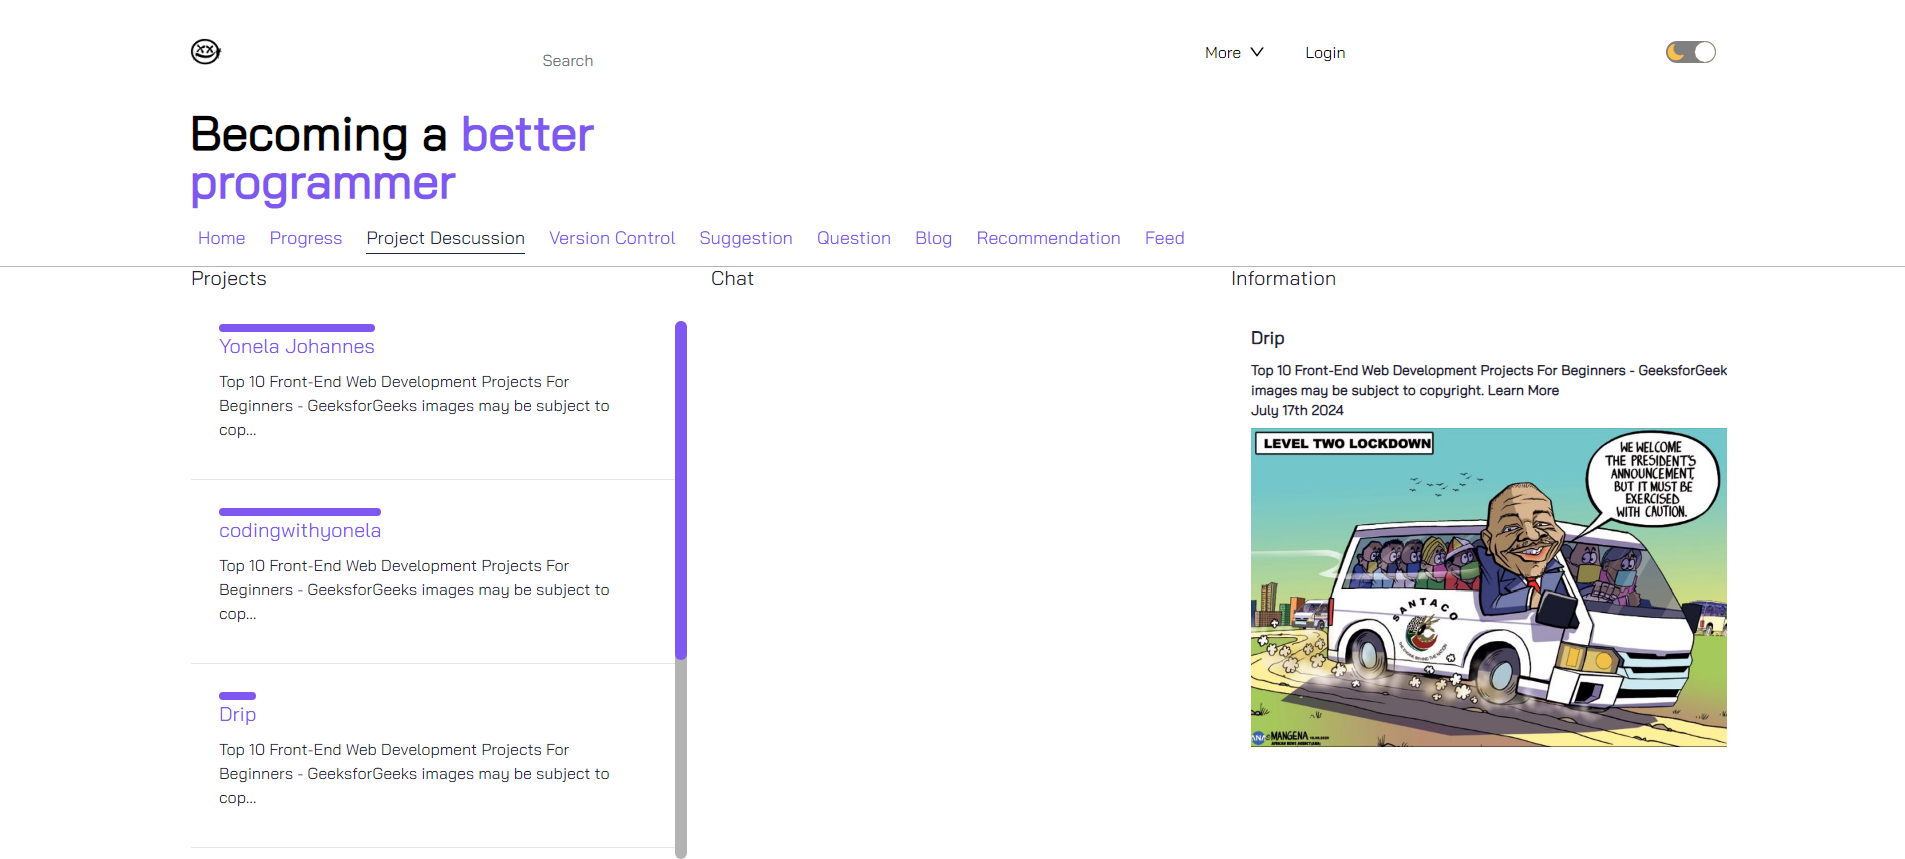 Search
More
Login
Becoming a better
programmer
Home Progress Project Descussion Version Control Suggestion Question Blog Recommendation Feed
Projects
Yonela Johannes
Top 10 Front-End Web Development Projects For
Beginners - GeeksforGeeks images may be subject to
cop...
codingwithyonela
Top 10 Front-End Web Development Projects For
Beginners - GeeksforGeeks images may be subject to
cop...
Drip
Top 10 Front-End Web Development Projects For
Beginners - GeeksforGeeks images may be subject to
cop...
Chat
Information
Drip
Top 10 Front-End Web Development Projects For Beginners - GeeksforGeek
images may be subject to copyright. Learn More
July 17th 2024
LEVEL TWO LOCKDOWN
WE WELCOME
THE PRESIDENT'S
ANNOUNCEMENT,
BUT IT MUST BE
EXERCISED
WITH CAUTION.
SANTACO
MANGENA